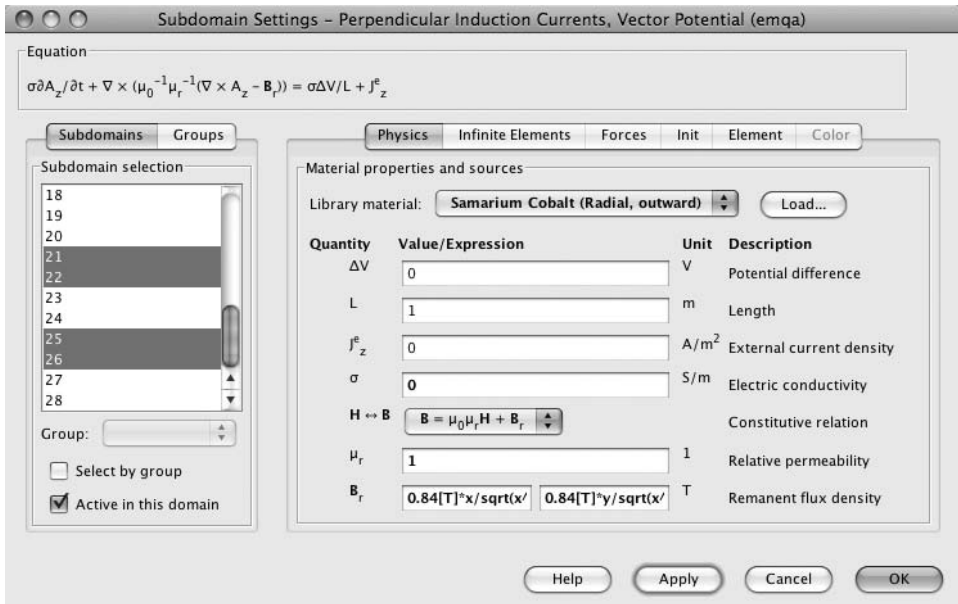 Subdomain Settings – Perpendicular Induction Currents, Vector Potential (emqa)
Equation
σ∂A_z/∂t + ∇ × (μ₀⁻¹μ_r⁻¹(∇ × A_z – B_r)) = σΔV/L + J^e_z
Subdomains Groups
Subdomain selection
18
19
20
21
22
23
24
25
26
27
28
Group:
Select by group
Active in this domain
Physics Infinite Elements Forces Init Element Color
Material properties and sources
Library material: Samarium Cobalt (Radial, outward) Load...
Quantity Value/Expression Unit Description
ΔV 0 V Potential difference
L 1 m Length
J^e_z 0 A/m² External current density
σ 0 S/m Electric conductivity
H ↔ B B = μ₀μ_rH + B_r Constitutive relation
μ_r 1 1 Relative permeability
B_r 0.84[T]*x/sqrt(x 0.84[T]*y/sqrt(x T Remanent flux density
Help Apply Cancel OK